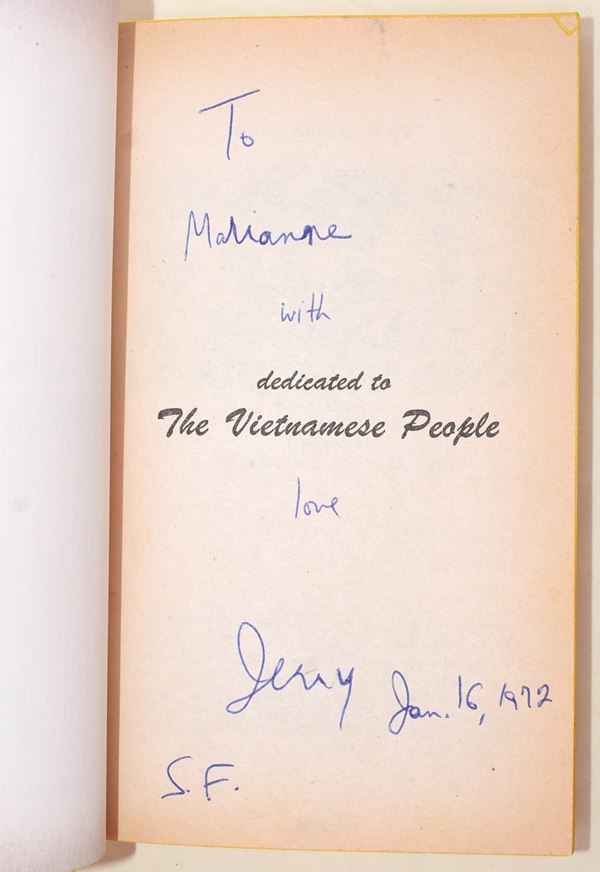 To
Marianne
with
dedicated to
The Vietnamese People
love
Jerry Jan. 16, 1972
S.F.